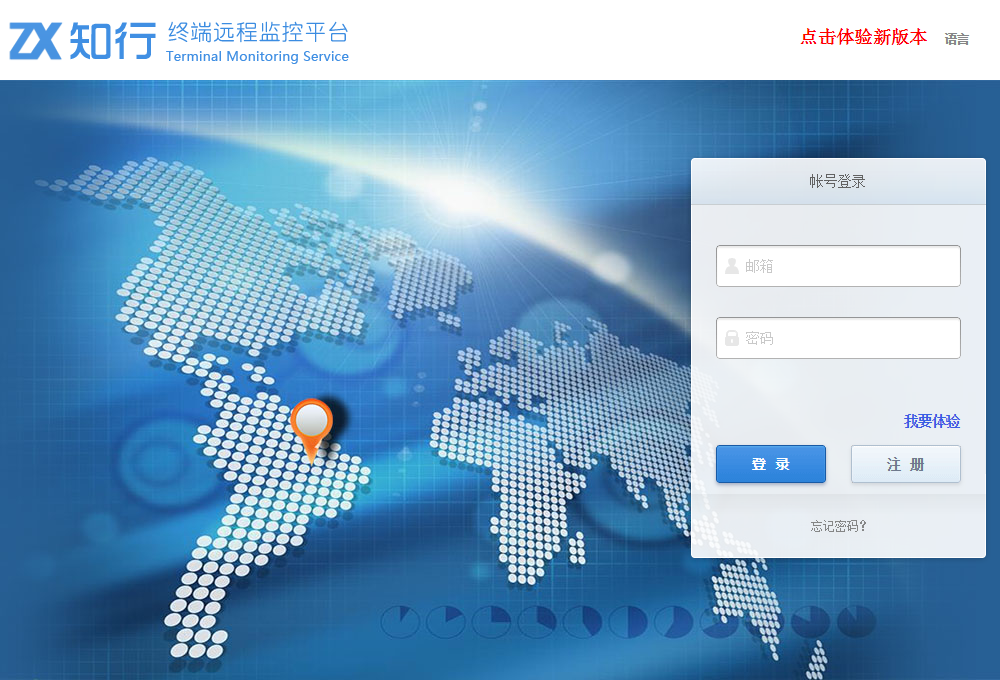 ZX 知行
终端远程监控平台
Terminal Monitoring Service
点击体验新版本 语言
帐号登录
邮箱
密码
我要体验
登 录 注 册
忘记密码?